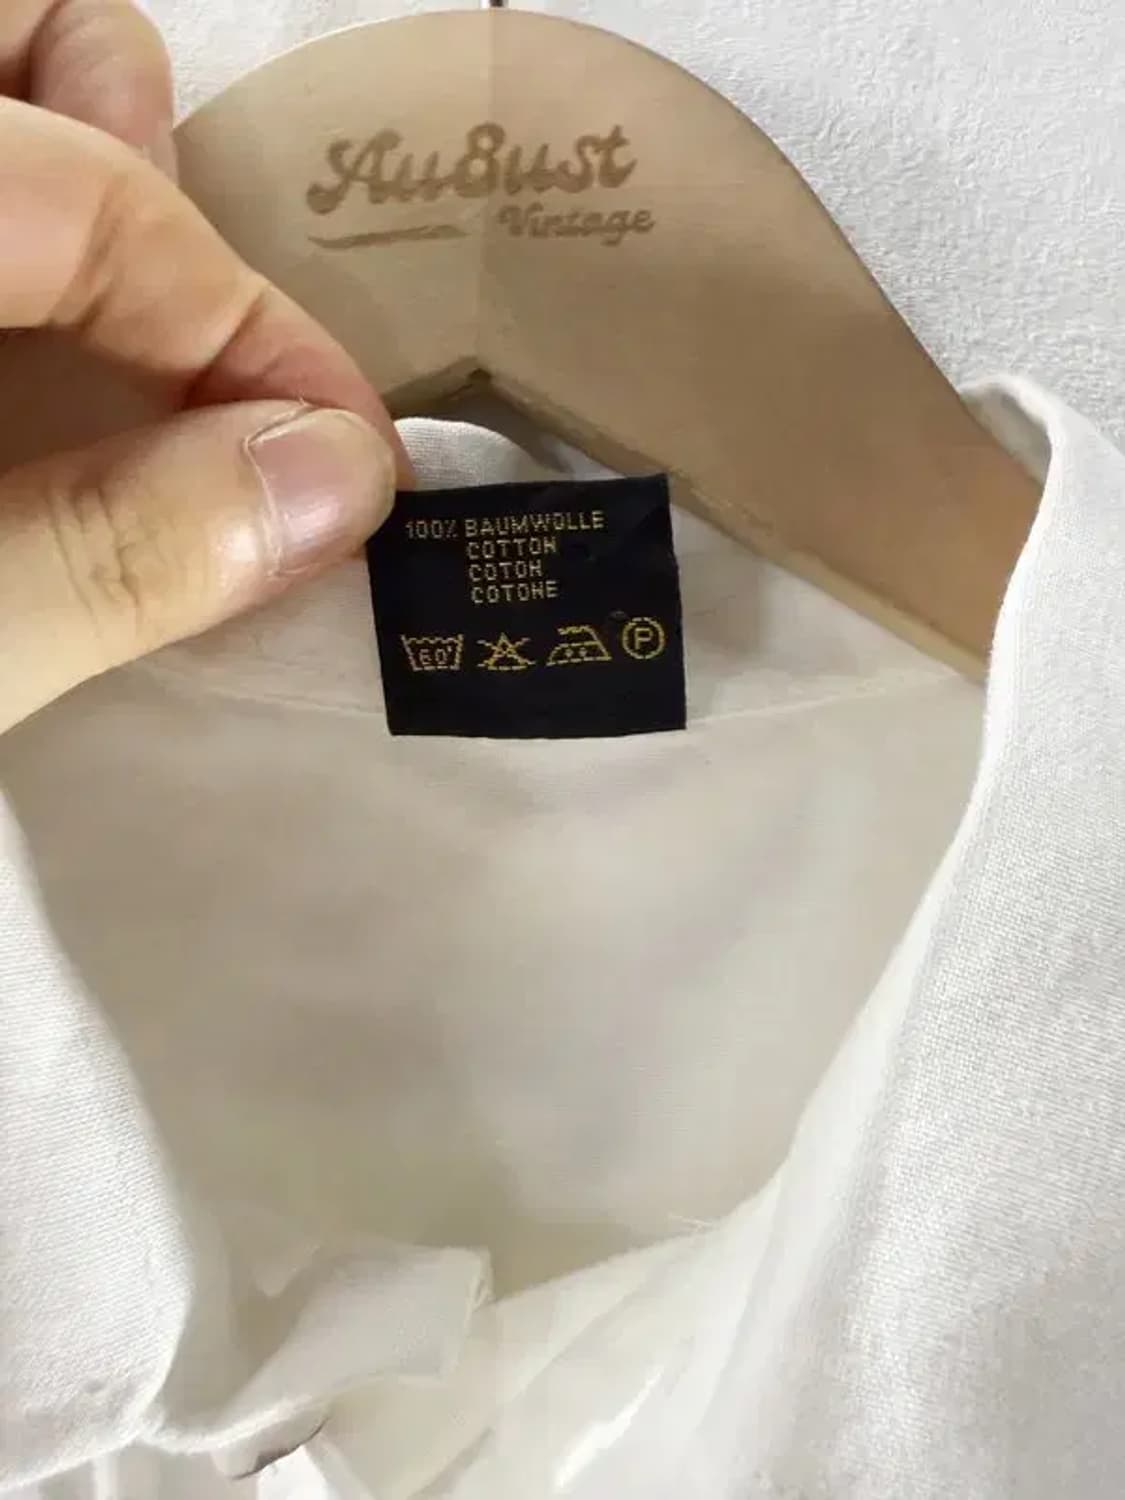 August
Vintage
100% BAUMWOLLE
COTTON
COTON
COTONE
60°
P